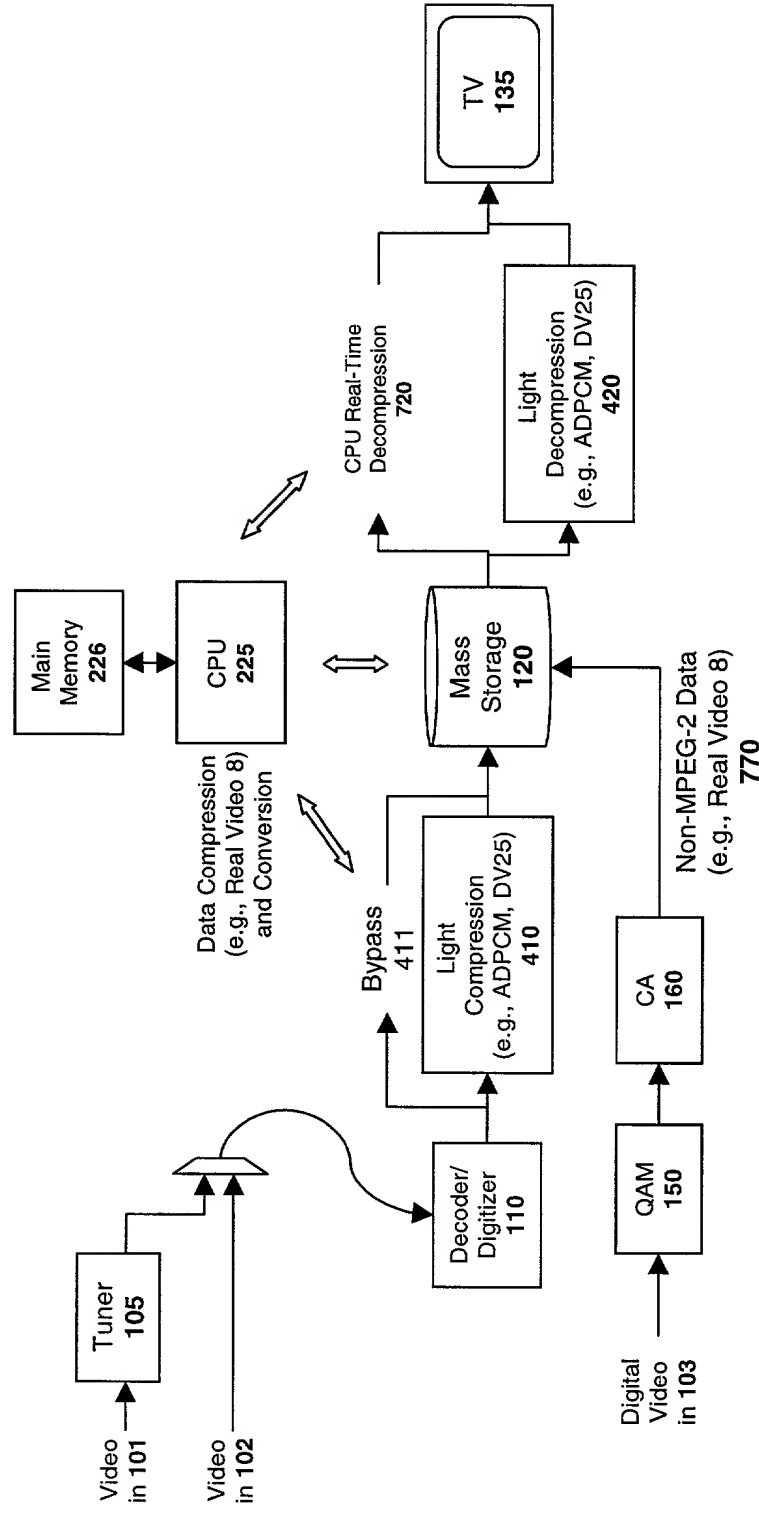 Video
in 101
Tuner
105
Video
in 102
Decoder/
Digitizer
110
Bypass
411
Light
Compression
(e.g., ADPCM, DV25)
410
Data Compression
(e.g., Real Video 8)
and Conversion
Main
Memory
226
CPU
225
Mass
Storage
120
CPU Real-Time
Decompression
720
Light
Decompression
(e.g., ADPCM, DV25)
420
TV
135
Digital
Video
in 103
QAM
150
CA
160
Non-MPEG-2 Data
(e.g., Real Video 8)
770